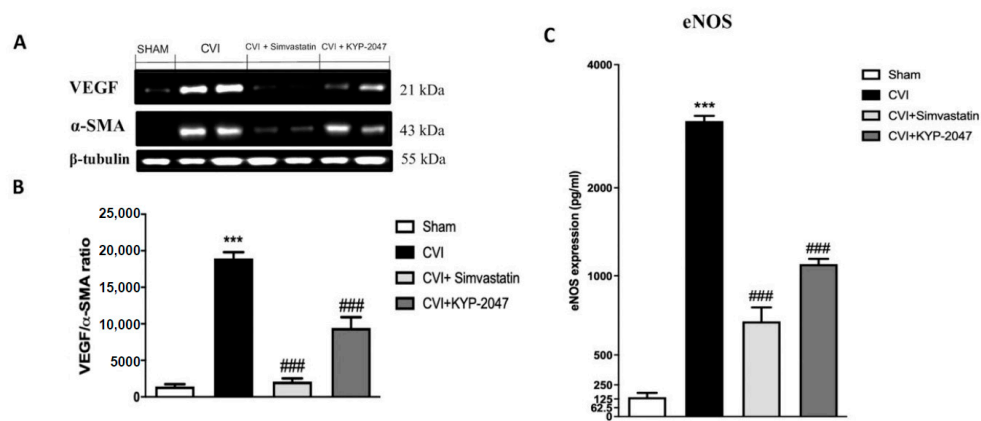 A
SHAM CVI CVI + Simvastatin CVI + KYP-2047
VEGF 21 kDa
α-SMA 43 kDa
β-tubulin 55 kDa
B
25,000
20,000
15,000
10,000
5000
0
VEGF/α-SMA ratio
***
###
###
Sham
CVI
CVI+ Simvastatin
CVI+KYP-2047
C
eNOS
4000
2000
1000
500
250
125
62.5
0
eNOS expression (pg/ml)
***
###
###
Sham
CVI
CVI+Simvastatin
CVI+KYP-2047